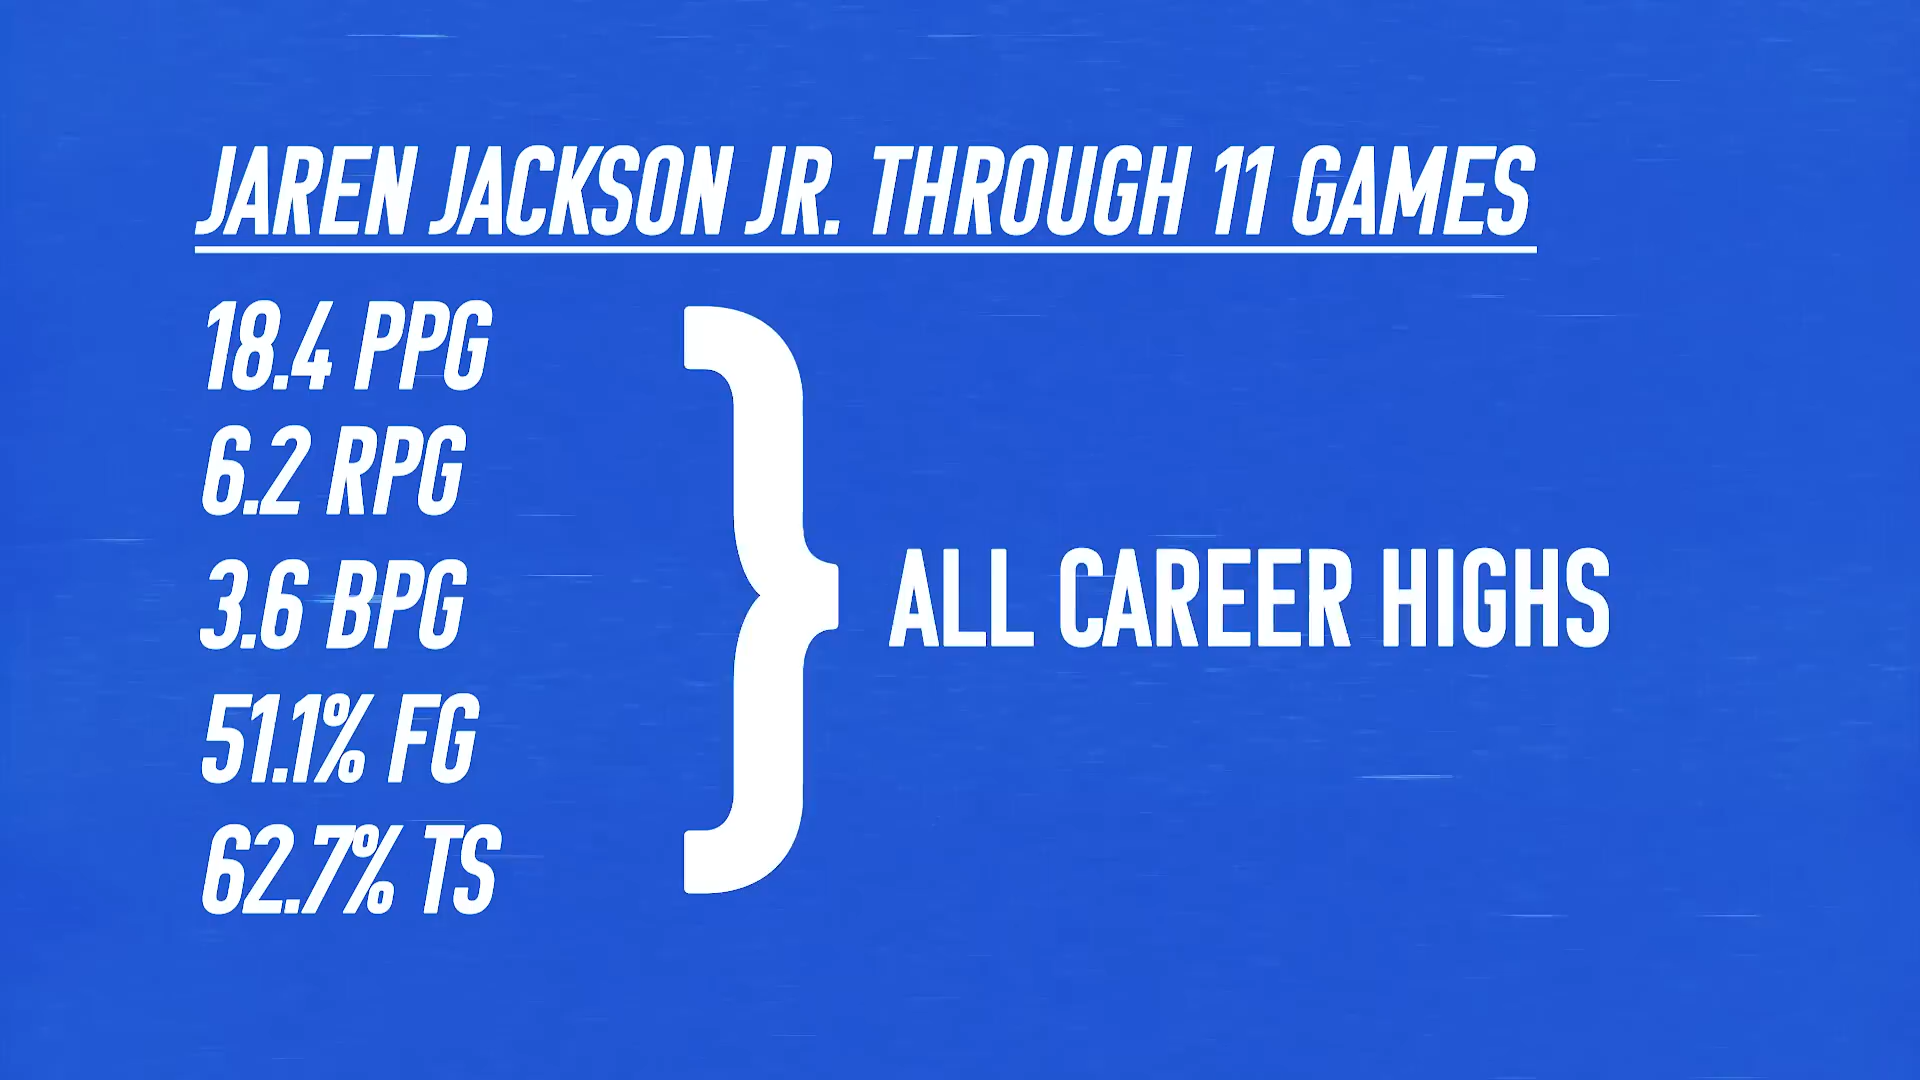 JAREN JACKSON JR. THROUGH 11 GAMES
18.4 PPG
6.2 RPG
3.6 BPG
51.1% FG
62.7% TS
ALL CAREER HIGHS